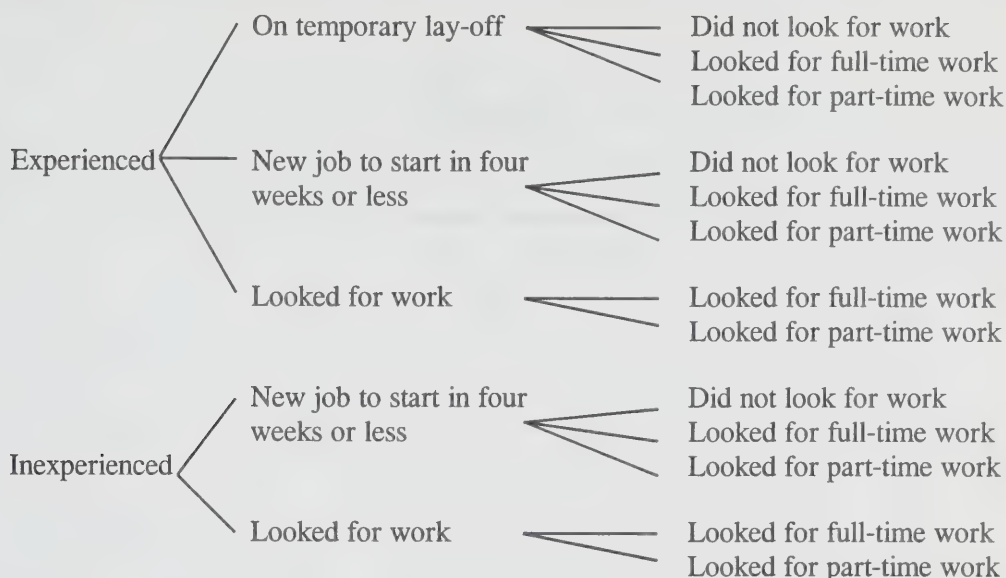 On temporary lay-off
Did not look for work
Looked for full-time work
Looked for part-time work
Experienced
New job to start in four
weeks or less
Did not look for work
Looked for full-time work
Looked for part-time work
Looked for work
Looked for full-time work
Looked for part-time work
New job to start in four
weeks or less
Did not look for work
Looked for full-time work
Looked for part-time work
Inexperienced
Looked for work
Looked for full-time work
Looked for part-time work